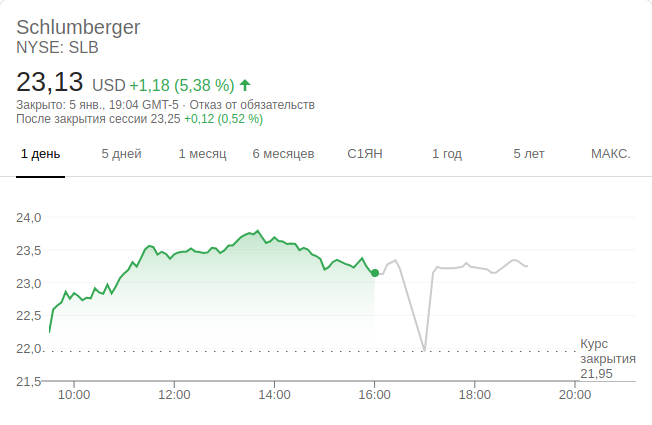 Schlumberger
NYSE: SLB
23,13 USD +1,18 (5,38 %)
Закрыто: 5 янв., 19:04 GMT-5 · Отказ от обязательств
После закрытия сессии 23,25 +0,12 (0,52 %)
1 день 5 дней 1 месяц 6 месяцев С1ЯН 1 год 5 лет МАКС.
24,0
23,5
23,0
22,5
22,0
21,5
Курс
закрытия
21,95
10:00 12:00 14:00 16:00 18:00 20:00